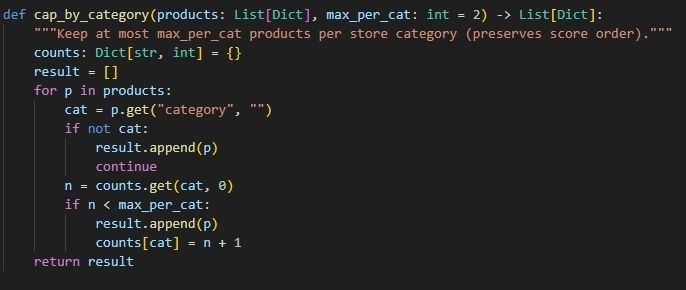 def cap_by_category(products: List[Dict], max_per_cat: int = 2) -> List[Dict]:
    """Keep at most max_per_cat products per store category (preserves score order)."""
    counts: Dict[str, int] = {}
    result = []
    for p in products:
        cat = p.get("category", "")
        if not cat:
            result.append(p)
            continue
        n = counts.get(cat, 0)
        if n < max_per_cat:
            result.append(p)
            counts[cat] = n + 1
    return result